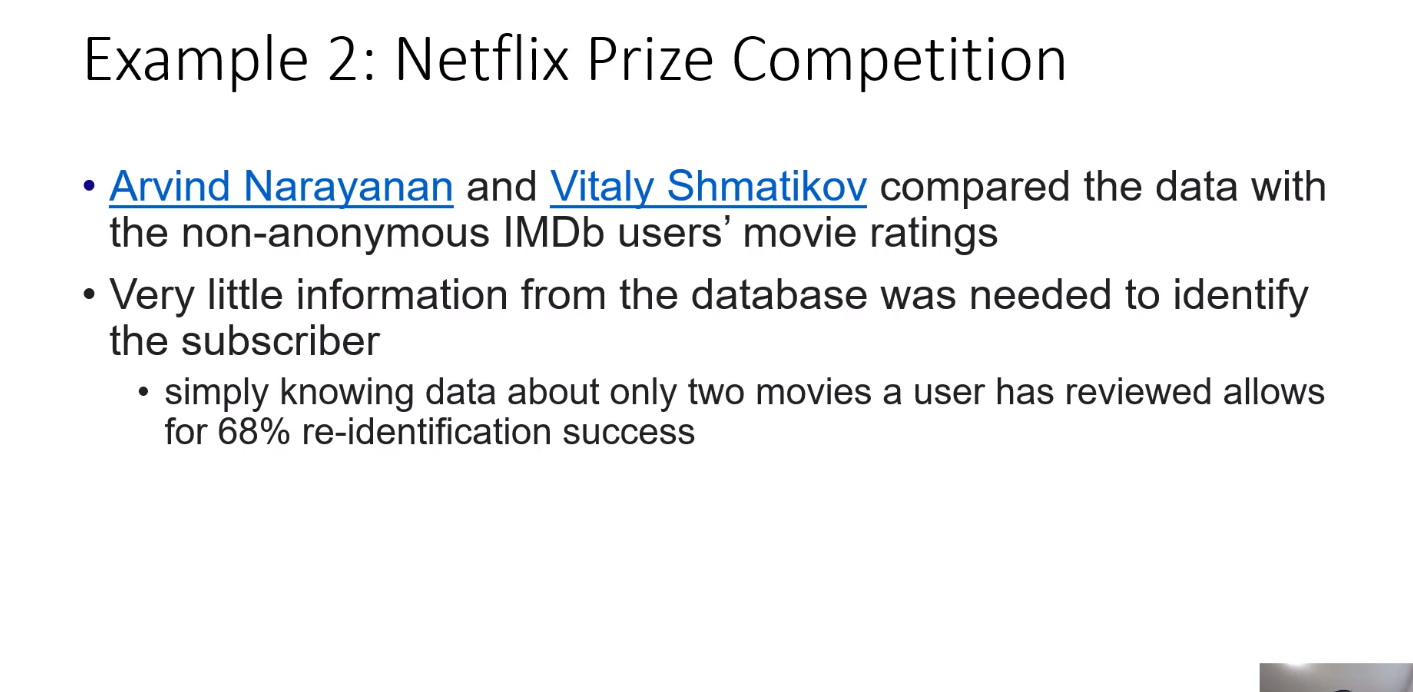 Example 2: Netflix Prize Competition
• Arvind Narayanan and Vitaly Shmatikov compared the data with
the non-anonymous IMDb users’ movie ratings
• Very little information from the database was needed to identify
the subscriber
• simply knowing data about only two movies a user has reviewed allows
for 68% re-identification success